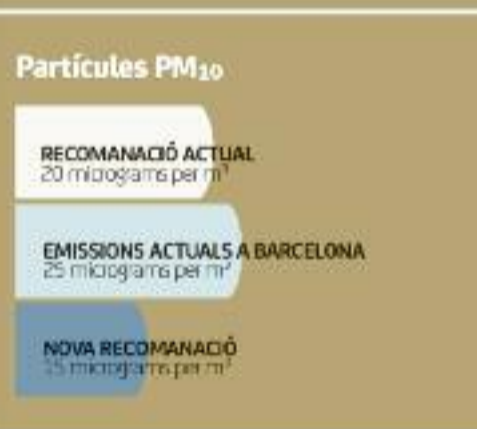 Partícules PM10
RECOMANACIÓ ACTUAL
20 micrograms per m³
EMISSIONS ACTUALS A BARCELONA
25 micrograms per m³
NOVA RECOMANACIÓ
15 micrograms per m³